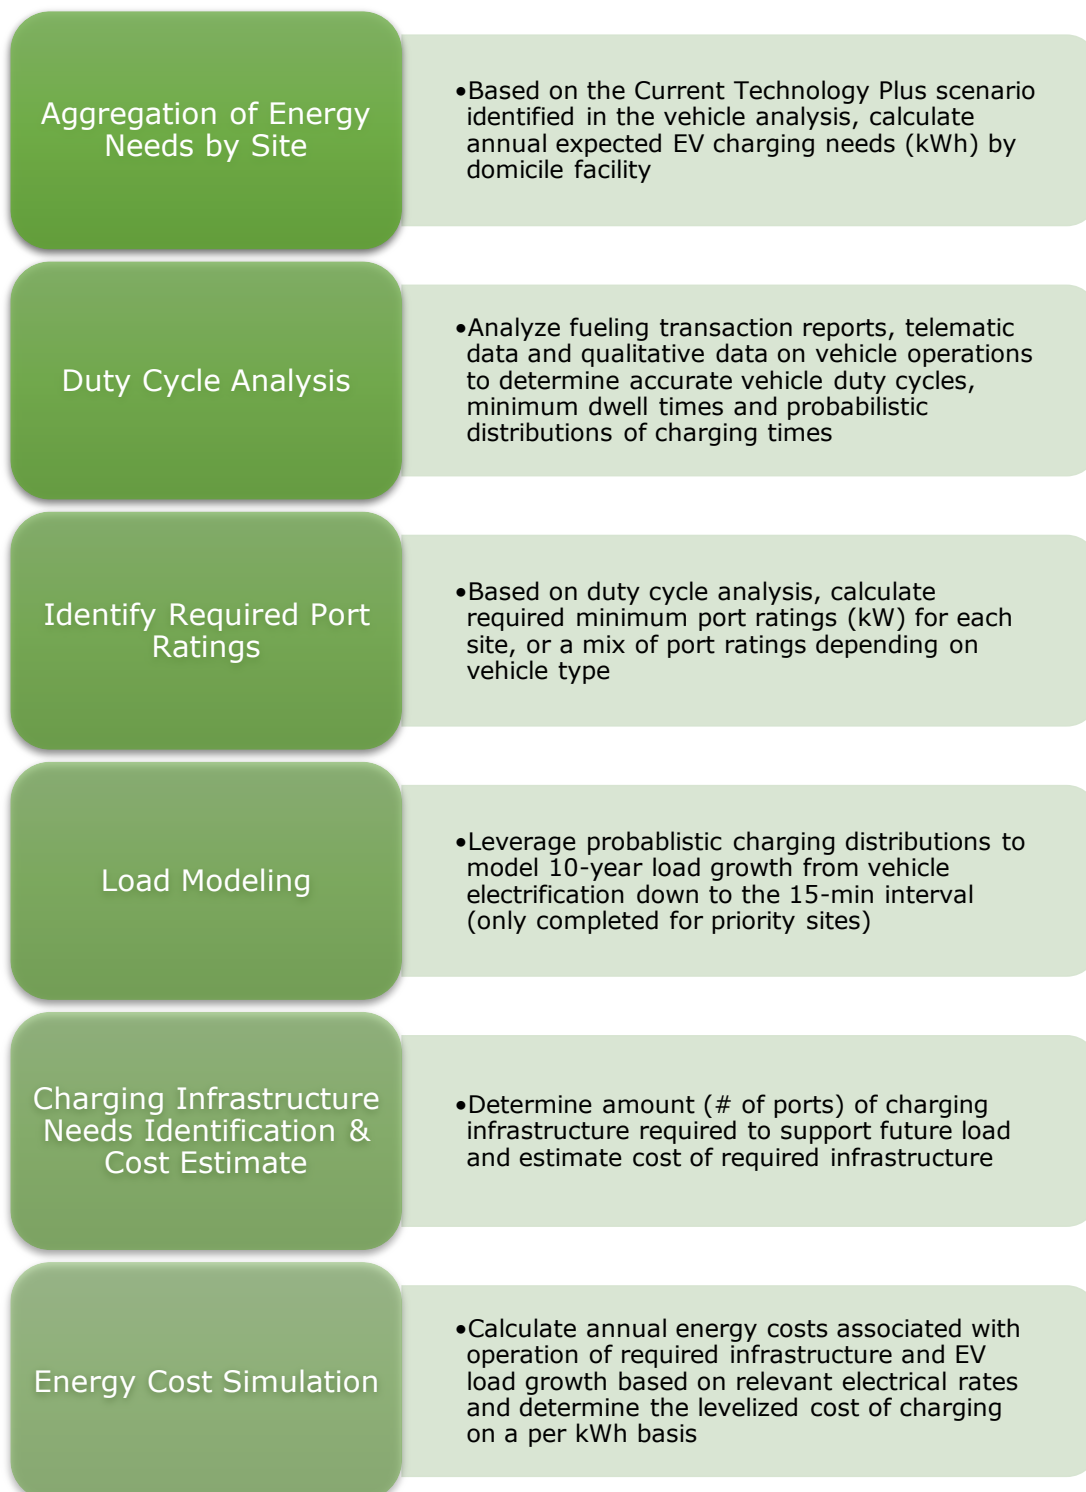 Aggregation of Energy
Needs by Site
•Based on the Current Technology Plus scenario
identified in the vehicle analysis, calculate
annual expected EV charging needs (kWh) by
domicile facility
Duty Cycle Analysis
•Analyze fueling transaction reports, telematic
data and qualitative data on vehicle operations
to determine accurate vehicle duty cycles,
minimum dwell times and probabilistic
distributions of charging times
Identify Required Port
Ratings
•Based on duty cycle analysis, calculate
required minimum port ratings (kW) for each
site, or a mix of port ratings depending on
vehicle type
Load Modeling
•Leverage probablistic charging distributions to
model 10-year load growth from vehicle
electrification down to the 15-min interval
(only completed for priority sites)
Charging Infrastructure
Needs Identification &
Cost Estimate
•Determine amount (# of ports) of charging
infrastructure required to support future load
and estimate cost of required infrastructure
Energy Cost Simulation
•Calculate annual energy costs associated with
operation of required infrastructure and EV
load growth based on relevant electrical rates
and determine the levelized cost of charging
on a per kWh basis